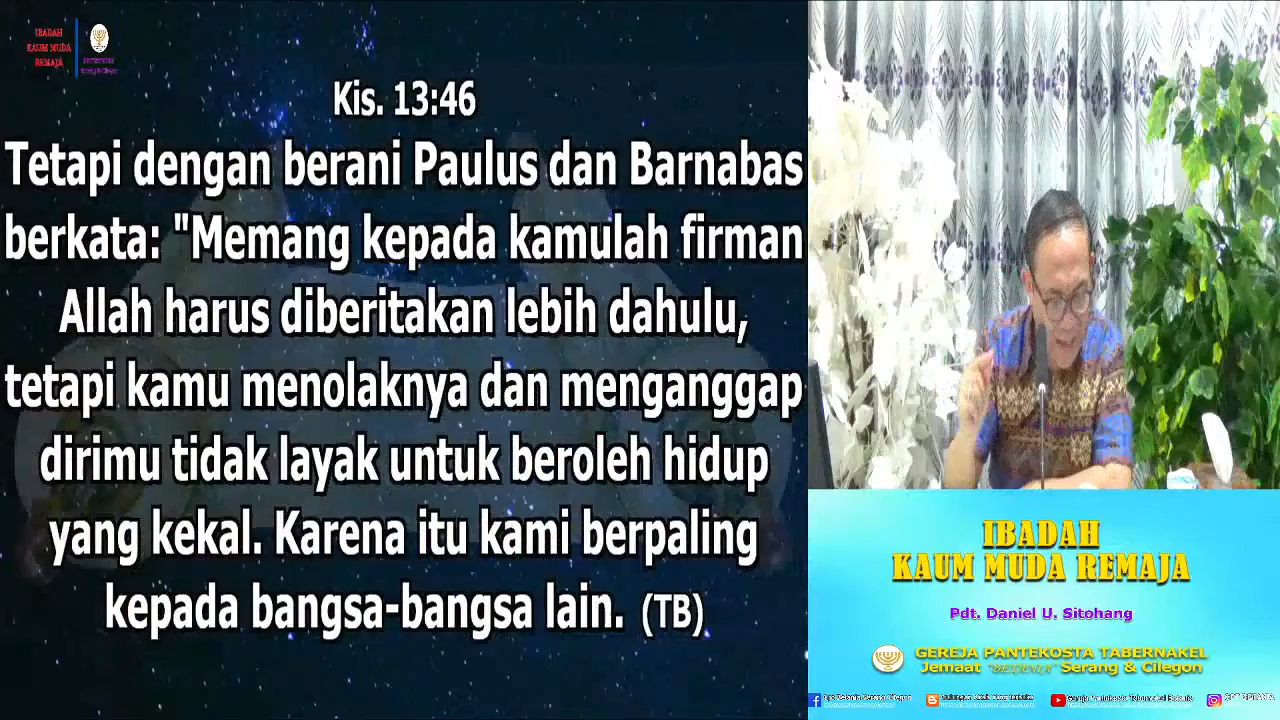 IBADAH
KAUM MUDA
REMAJA
Kis. 13:46
Tetapi dengan berani Paulus dan Barnabas
berkata: "Memang kepada kamulah firman
Allah harus diberitakan lebih dahulu,
tetapi kamu menolaknya dan menganggap
dirimu tidak layak untuk beroleh hidup
yang kekal. Karena itu kami berpaling
kepada bangsa-bangsa lain. (TB)
IBADAH
KAUM MUDA REMAJA
Pdt. Daniel U. Sitohang
GEREJA PANTEKOSTA TABERNAKEL
Jemaat "BETANIA" Serang & Cilegon